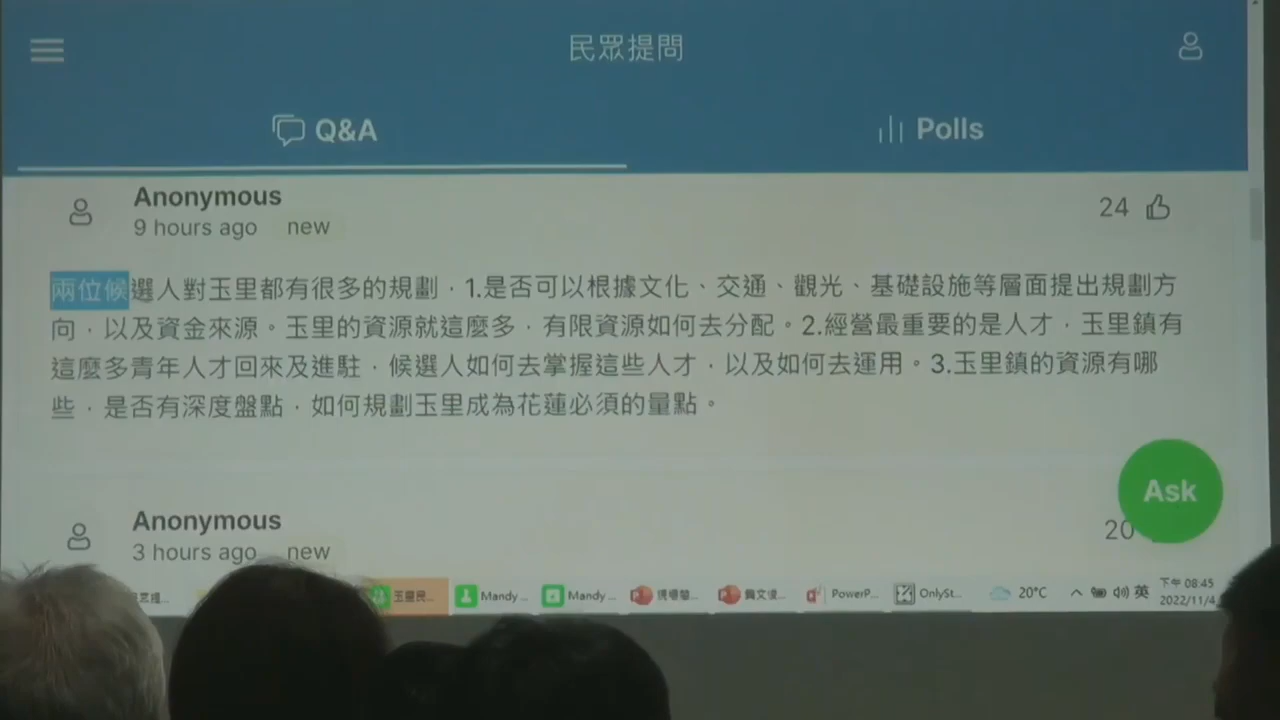 民眾提問
Q&A
Polls
Anonymous
9 hours ago new
24
兩位候選人對玉里都有很多的規劃，1.是否可以根據文化、交通、觀光、基礎設施等層面提出規劃方
向，以及資金來源。玉里的資源就這麼多，有限資源如何去分配。2.經營最重要的是人才，玉里鎮有
這麼多青年人才回來及進駐，候選人如何去掌握這些人才，以及如何去運用。3.玉里鎮的資源有哪
些，是否有深度盤點，如何規劃玉里成為花蓮必須的量點。
Ask
Anonymous
3 hours ago new
20
Mandy...
Mandy...
PowerP...
OnlySt...
20°C
英
下午 08:45
2022/11/4